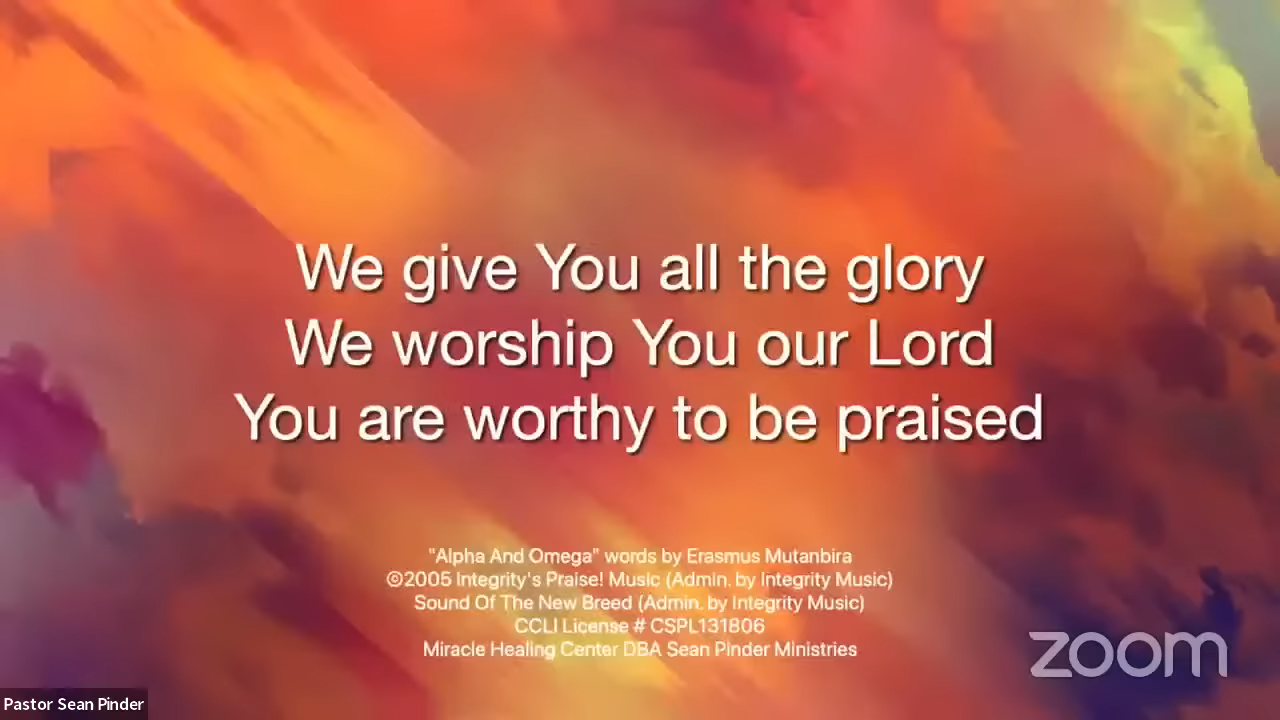 We give You all the glory
We worship You our Lord
You are worthy to be praised
"Alpha And Omega" words by Erasmus Mutanbira
©2005 Integrity's Praise! Music (Admin. by Integrity Music)
Sound Of The New Breed (Admin. by Integrity Music)
CCLI License # CSPL131806
Miracle Healing Center DBA Sean Pinder Ministries
zoom
Pastor Sean Pinder